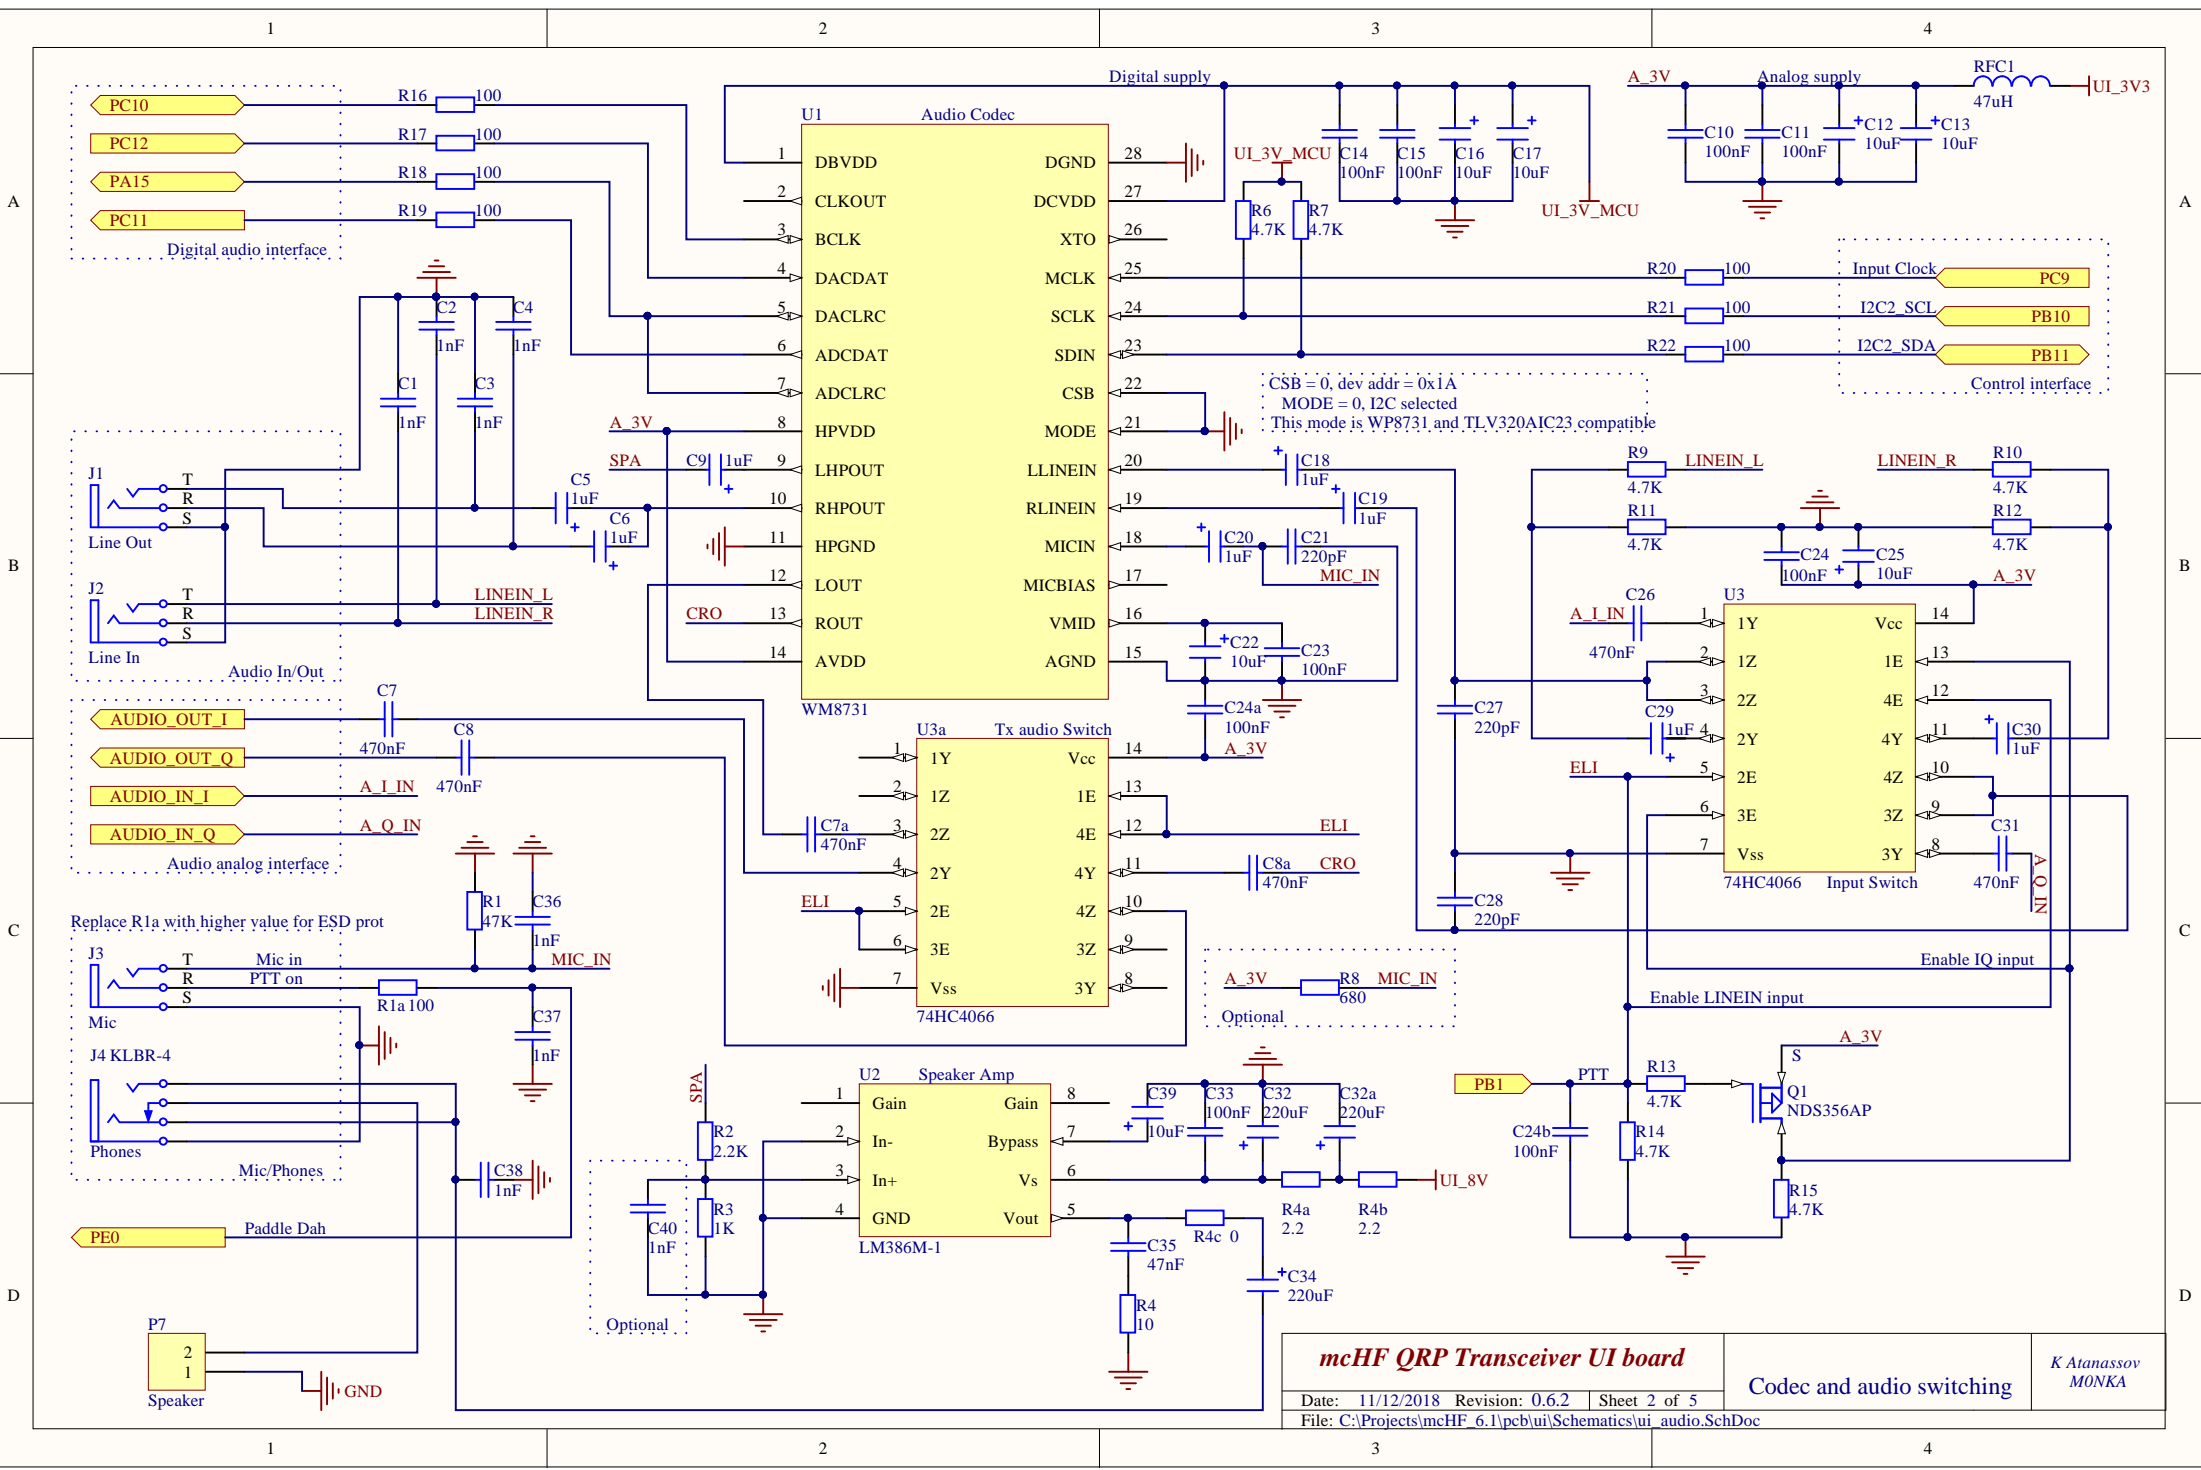 1 2 3 4
A
B
C
D
A
B
C
D
1 2 3 4
PC10
PC12
PA15
PC11
Digital audio interface
R16 100
R17 100
R18 100
R19 100
C2
1nF
C4
1nF
C1
1nF
C3
1nF
J1
T
R
S
Line Out
J2
T
R
S
Line In
Audio In/Out
LINEIN_L
LINEIN_R
C5
1uF
C6
1uF
A_3V
SPA
C9 1uF
CRO
U1 Audio Codec
1 DBVDD
2 CLKOUT
3 BCLK
4 DACDAT
5 DACLRC
6 ADCDAT
7 ADCLRC
8 HPVDD
9 LHPOUT
10 RHPOUT
11 HPGND
12 LOUT
13 ROUT
14 AVDD
DGND 28
DCVDD 27
XTO 26
MCLK 25
SCLK 24
SDIN 23
CSB 22
MODE 21
LLINEIN 20
RLINEIN 19
MICIN 18
MICBIAS 17
VMID 16
AGND 15
WM8731
Digital supply
UI_3V_MCU
R6
4.7K
R7
4.7K
C14
100nF
C15
100nF
C16
10uF
C17
10uF
UI_3V_MCU
A_3V
Analog supply
RFC1
47uH
UI_3V3
C10
100nF
C11
100nF
C12
10uF
C13
10uF
R20 100
R21 100
R22 100
Input Clock
I2C2_SCL
I2C2_SDA
PC9
PB10
PB11
Control interface
CSB = 0, dev addr = 0x1A
MODE = 0, I2C selected
This mode is WP8731 and TLV320AIC23 compatible
C18
1uF
C19
1uF
C20
1uF
C21
220pF
MIC_IN
C22
10uF
C23
100nF
C24a
100nF
A_3V
R9
4.7K
LINEIN_L
LINEIN_R
R10
4.7K
R11
4.7K
R12
4.7K
C24
100nF
C25
10uF
A_3V
C26
A_I_IN
470nF
U3
1 1Y
2 1Z
3 2Z
4 2Y
5 2E
6 3E
7 Vss
Vcc 14
1E 13
4E 12
4Y 11
4Z 10
3Z 9
3Y 8
74HC4066 Input Switch
C27
220pF
C28
220pF
C29
1uF
C30
1uF
ELI
C31
470nF
A_Q_IN
Enable IQ input
Enable LINEIN input
AUDIO_OUT_I
AUDIO_OUT_Q
AUDIO_IN_I
AUDIO_IN_Q
Audio analog interface
C7
470nF
C8
470nF
A_I_IN
A_Q_IN
C7a
470nF
U3a Tx audio Switch
1 1Y
2 1Z
3 2Z
4 2Y
5 2E
6 3E
7 Vss
Vcc 14
1E 13
4E 12
4Y 11
4Z 10
3Z 9
3Y 8
74HC4066
ELI
ELI
C8a
470nF
CRO
A_3V
R8
680
MIC_IN
Optional
R1
47K
C36
1nF
Replace R1a with higher value for ESD prot
J3
T
R
S
Mic
Mic in
PTT on
MIC_IN
R1a 100
C37
1nF
J4 KLBR-4
Phones
Mic/Phones
C38
1nF
PE0
Paddle Dah
P7
2
1
Speaker
GND
SPA
R2
2.2K
R3
1K
C40
1nF
Optional
U2 Speaker Amp
1 Gain
2 In-
3 In+
4 GND
Gain 8
Bypass 7
Vs 6
Vout 5
LM386M-1
C39
10uF
C33
100nF
C32
220uF
C32a
220uF
R4a
2.2
R4b
2.2
UI_8V
R4c 0
C35
47nF
C34
220uF
R4
10
PB1
PTT
R13
4.7K
A_3V
S
Q1
NDS356AP
C24b
100nF
R14
4.7K
R15
4.7K
mcHF QRP Transceiver UI board
Date: 11/12/2018 Revision: 0.6.2 Sheet 2 of 5
File: C:\Projects\mcHF_6.1\pcb\ui\Schematics\ui_audio.SchDoc
Codec and audio switching
K Atanassov
M0NKA